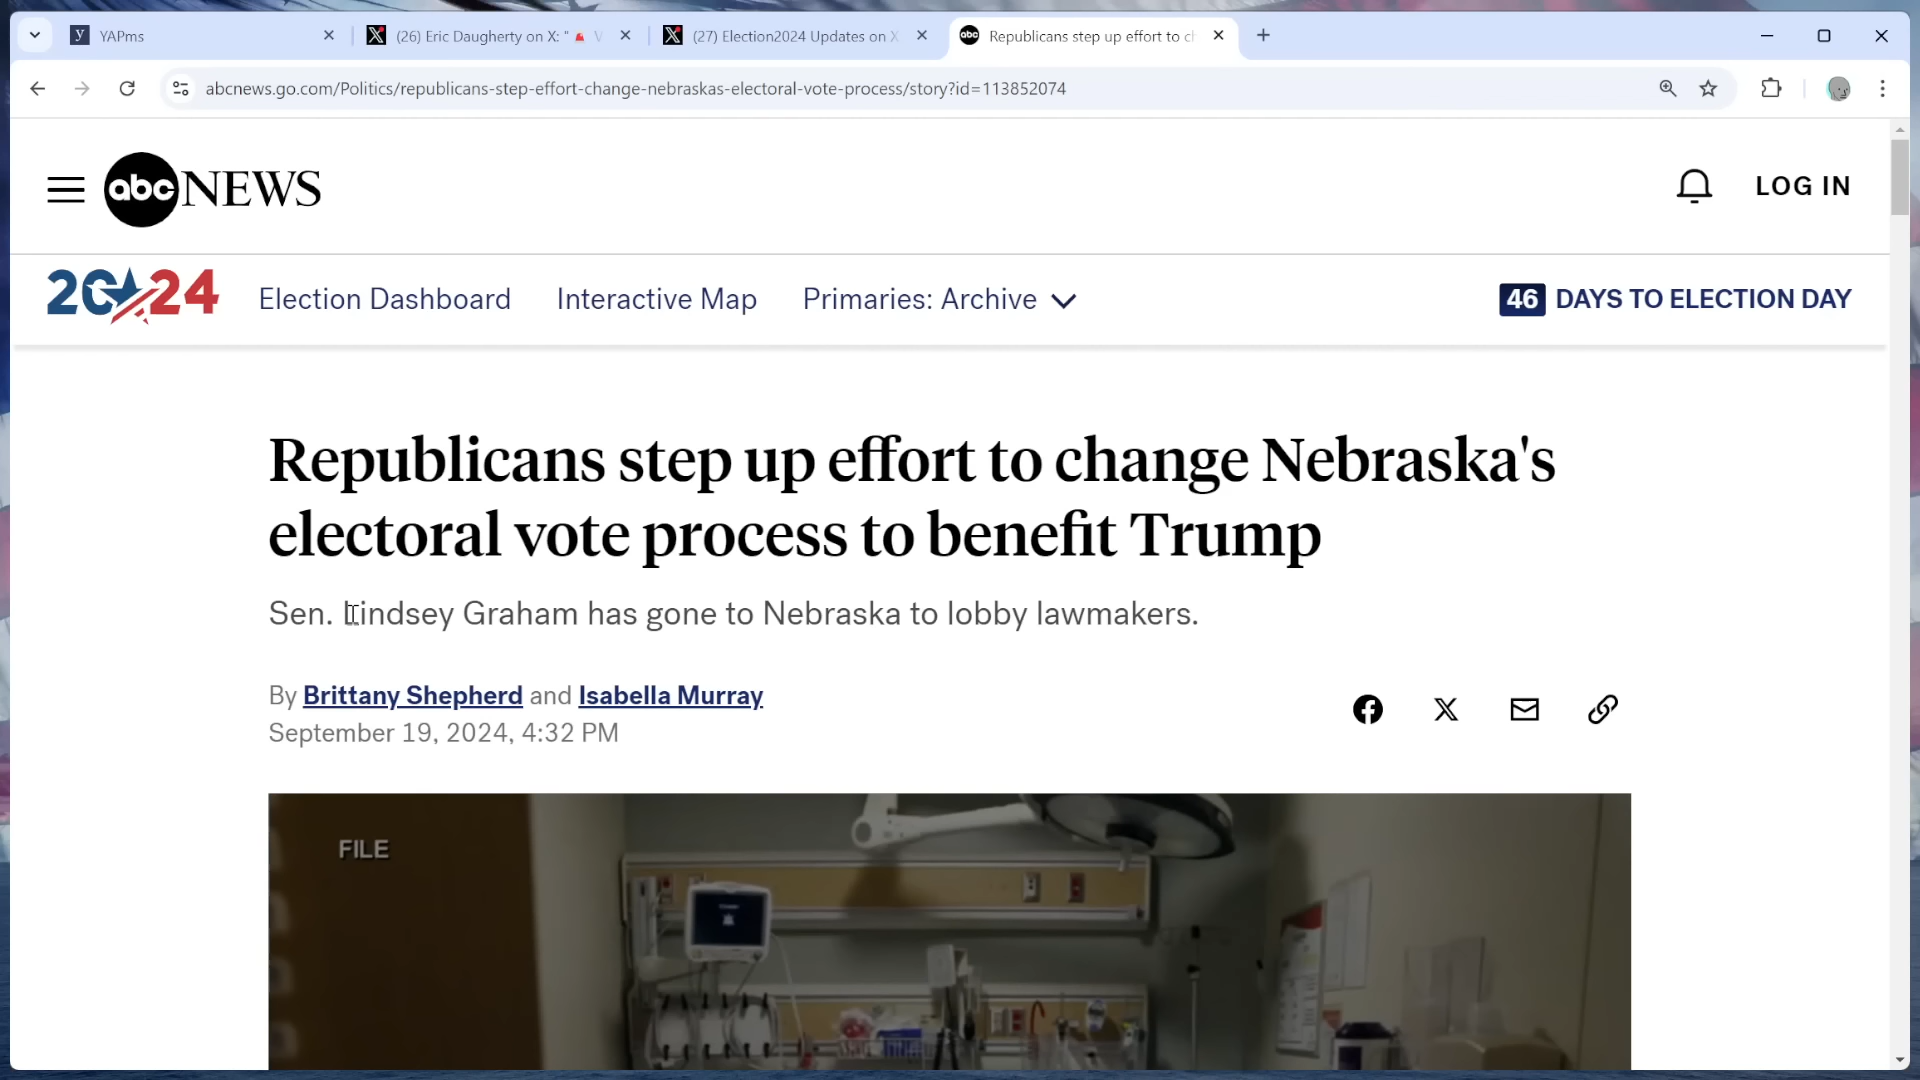 YAPms
(26) Eric Daugherty on X: "🚨 V
(27) Election2024 Updates on X
Republicans step up effort to ch
abcnews.go.com/Politics/republicans-step-effort-change-nebraskas-electoral-vote-process/story?id=113852074
abc NEWS
LOG IN
2024
Election Dashboard
Interactive Map
Primaries: Archive
46 DAYS TO ELECTION DAY
Republicans step up effort to change Nebraska's
electoral vote process to benefit Trump
Sen. Lindsey Graham has gone to Nebraska to lobby lawmakers.
By Brittany Shepherd and Isabella Murray
September 19, 2024, 4:32 PM
FILE